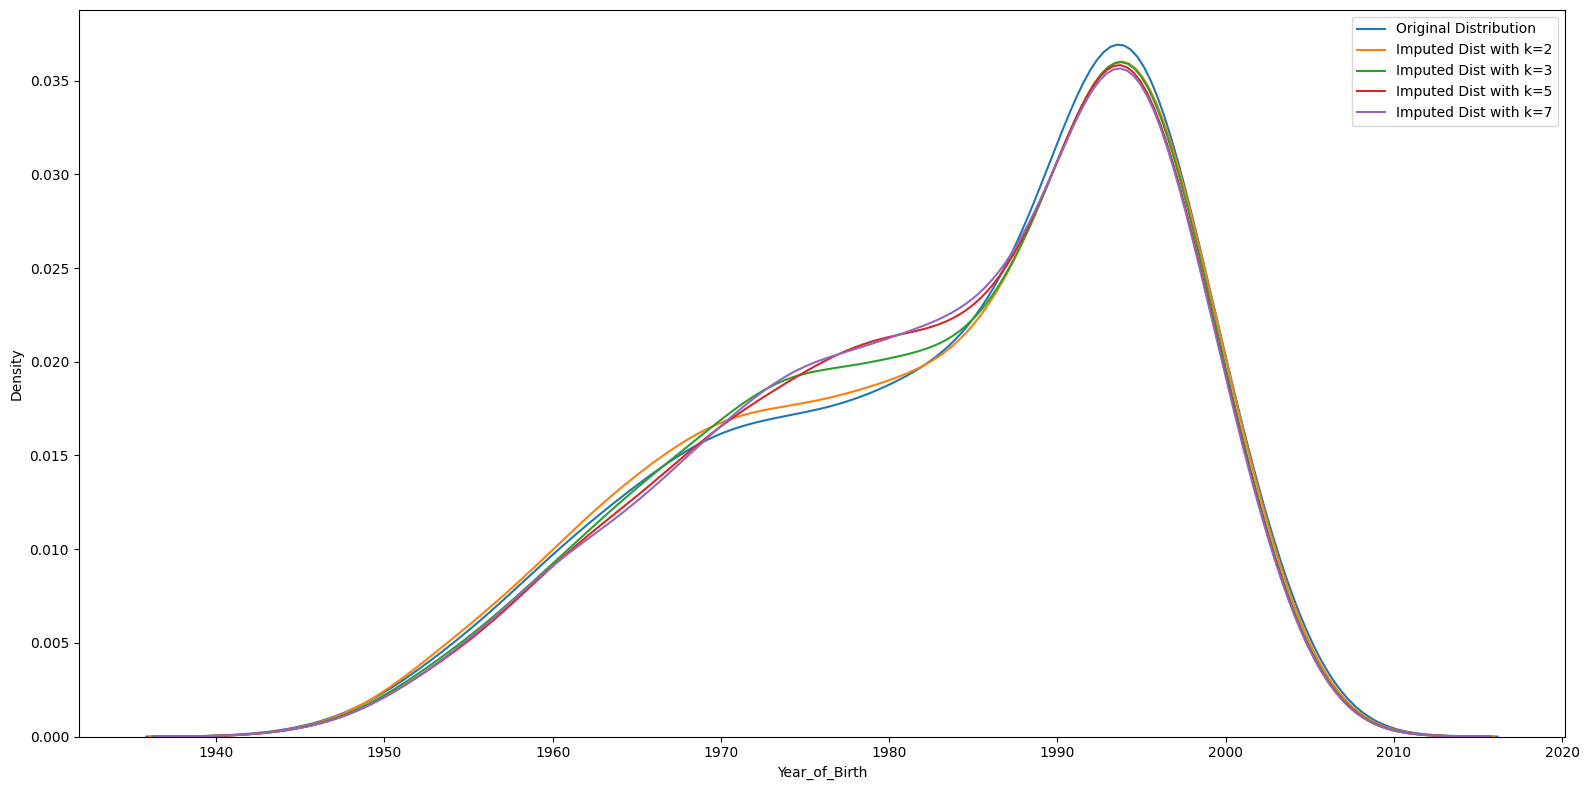 Original Distribution
Imputed Dist with k=2
Imputed Dist with k=3
Imputed Dist with k=5
Imputed Dist with k=7
0.035
0.030
0.025
0.020
0.015
0.010
0.005
0.000
Density
1940 1950 1960 1970 1980 1990 2000 2010 2020
Year_of_Birth